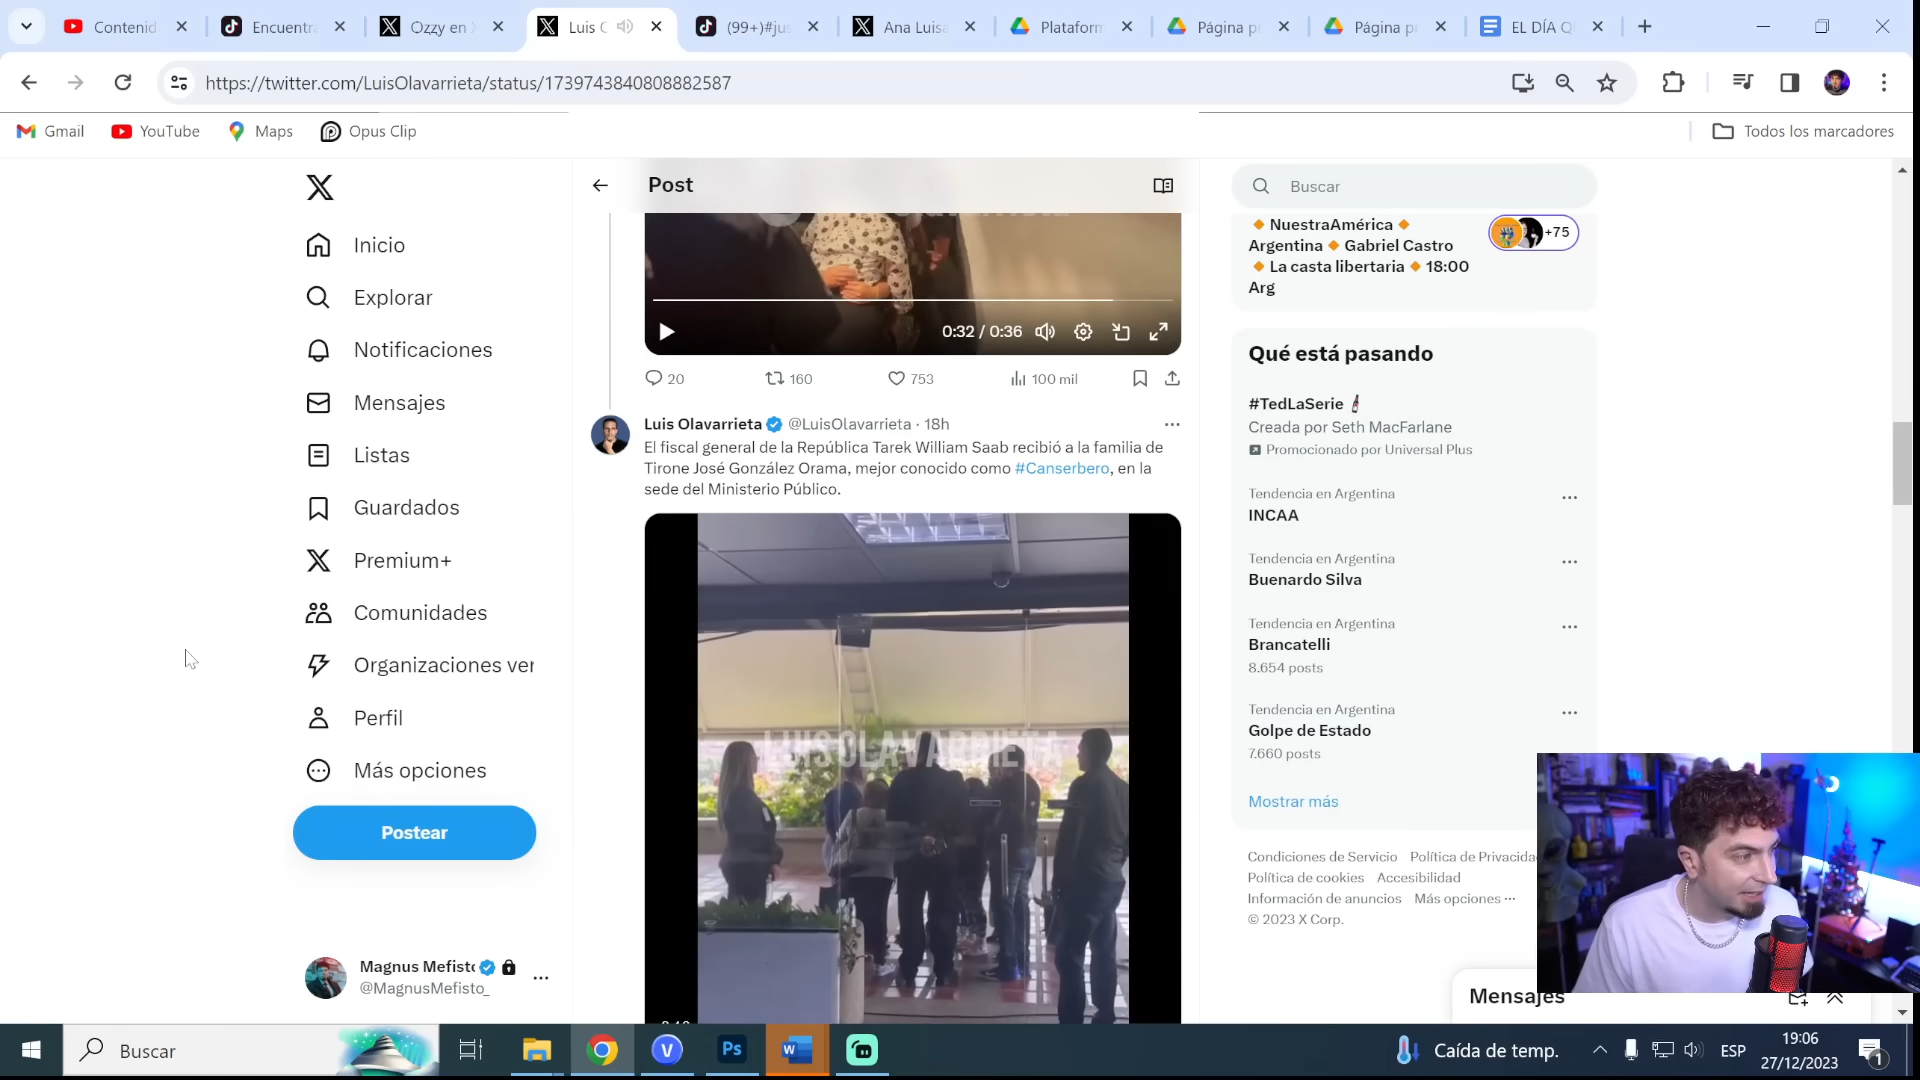 Contenid
Encuentra
Ozzy en X
Luis O
(99+)#jus
Ana Luisa
Plataform
Página p
Página p
EL DÍA Q
https://twitter.com/LuisOlavarrieta/status/1739743840808882587
Gmail
YouTube
Maps
Opus Clip
Todos los marcadores
Inicio
Explorar
Notificaciones
Mensajes
Listas
Guardados
Premium+
Comunidades
Organizaciones ver
Perfil
Más opciones
Postear
Magnus Mefisto
@MagnusMefisto_
Post
0:32 / 0:36
20
160
753
100 mil
Luis Olavarrieta @LuisOlavarrieta · 18h
El fiscal general de la República Tarek William Saab recibió a la familia de
Tirone José González Orama, mejor conocido como #Canserbero, en la
sede del Ministerio Público.
LUISOLAVARRIETA
Buscar
NuestraAmérica
Argentina Gabriel Castro
La casta libertaria 18:00
Arg
+75
Qué está pasando
#TedLaSerie
Creada por Seth MacFarlane
Promocionado por Universal Plus
Tendencia en Argentina
INCAA
Tendencia en Argentina
Buenardo Silva
Tendencia en Argentina
Brancatelli
8.654 posts
Tendencia en Argentina
Golpe de Estado
7.660 posts
Mostrar más
Condiciones de Servicio Política de Privacida
Política de cookies Accesibilidad
Información de anuncios Más opciones ···
© 2023 X Corp.
Mensajes
Buscar
Ps
W
Caída de temp.
ESP
19:06
27/12/2023
1